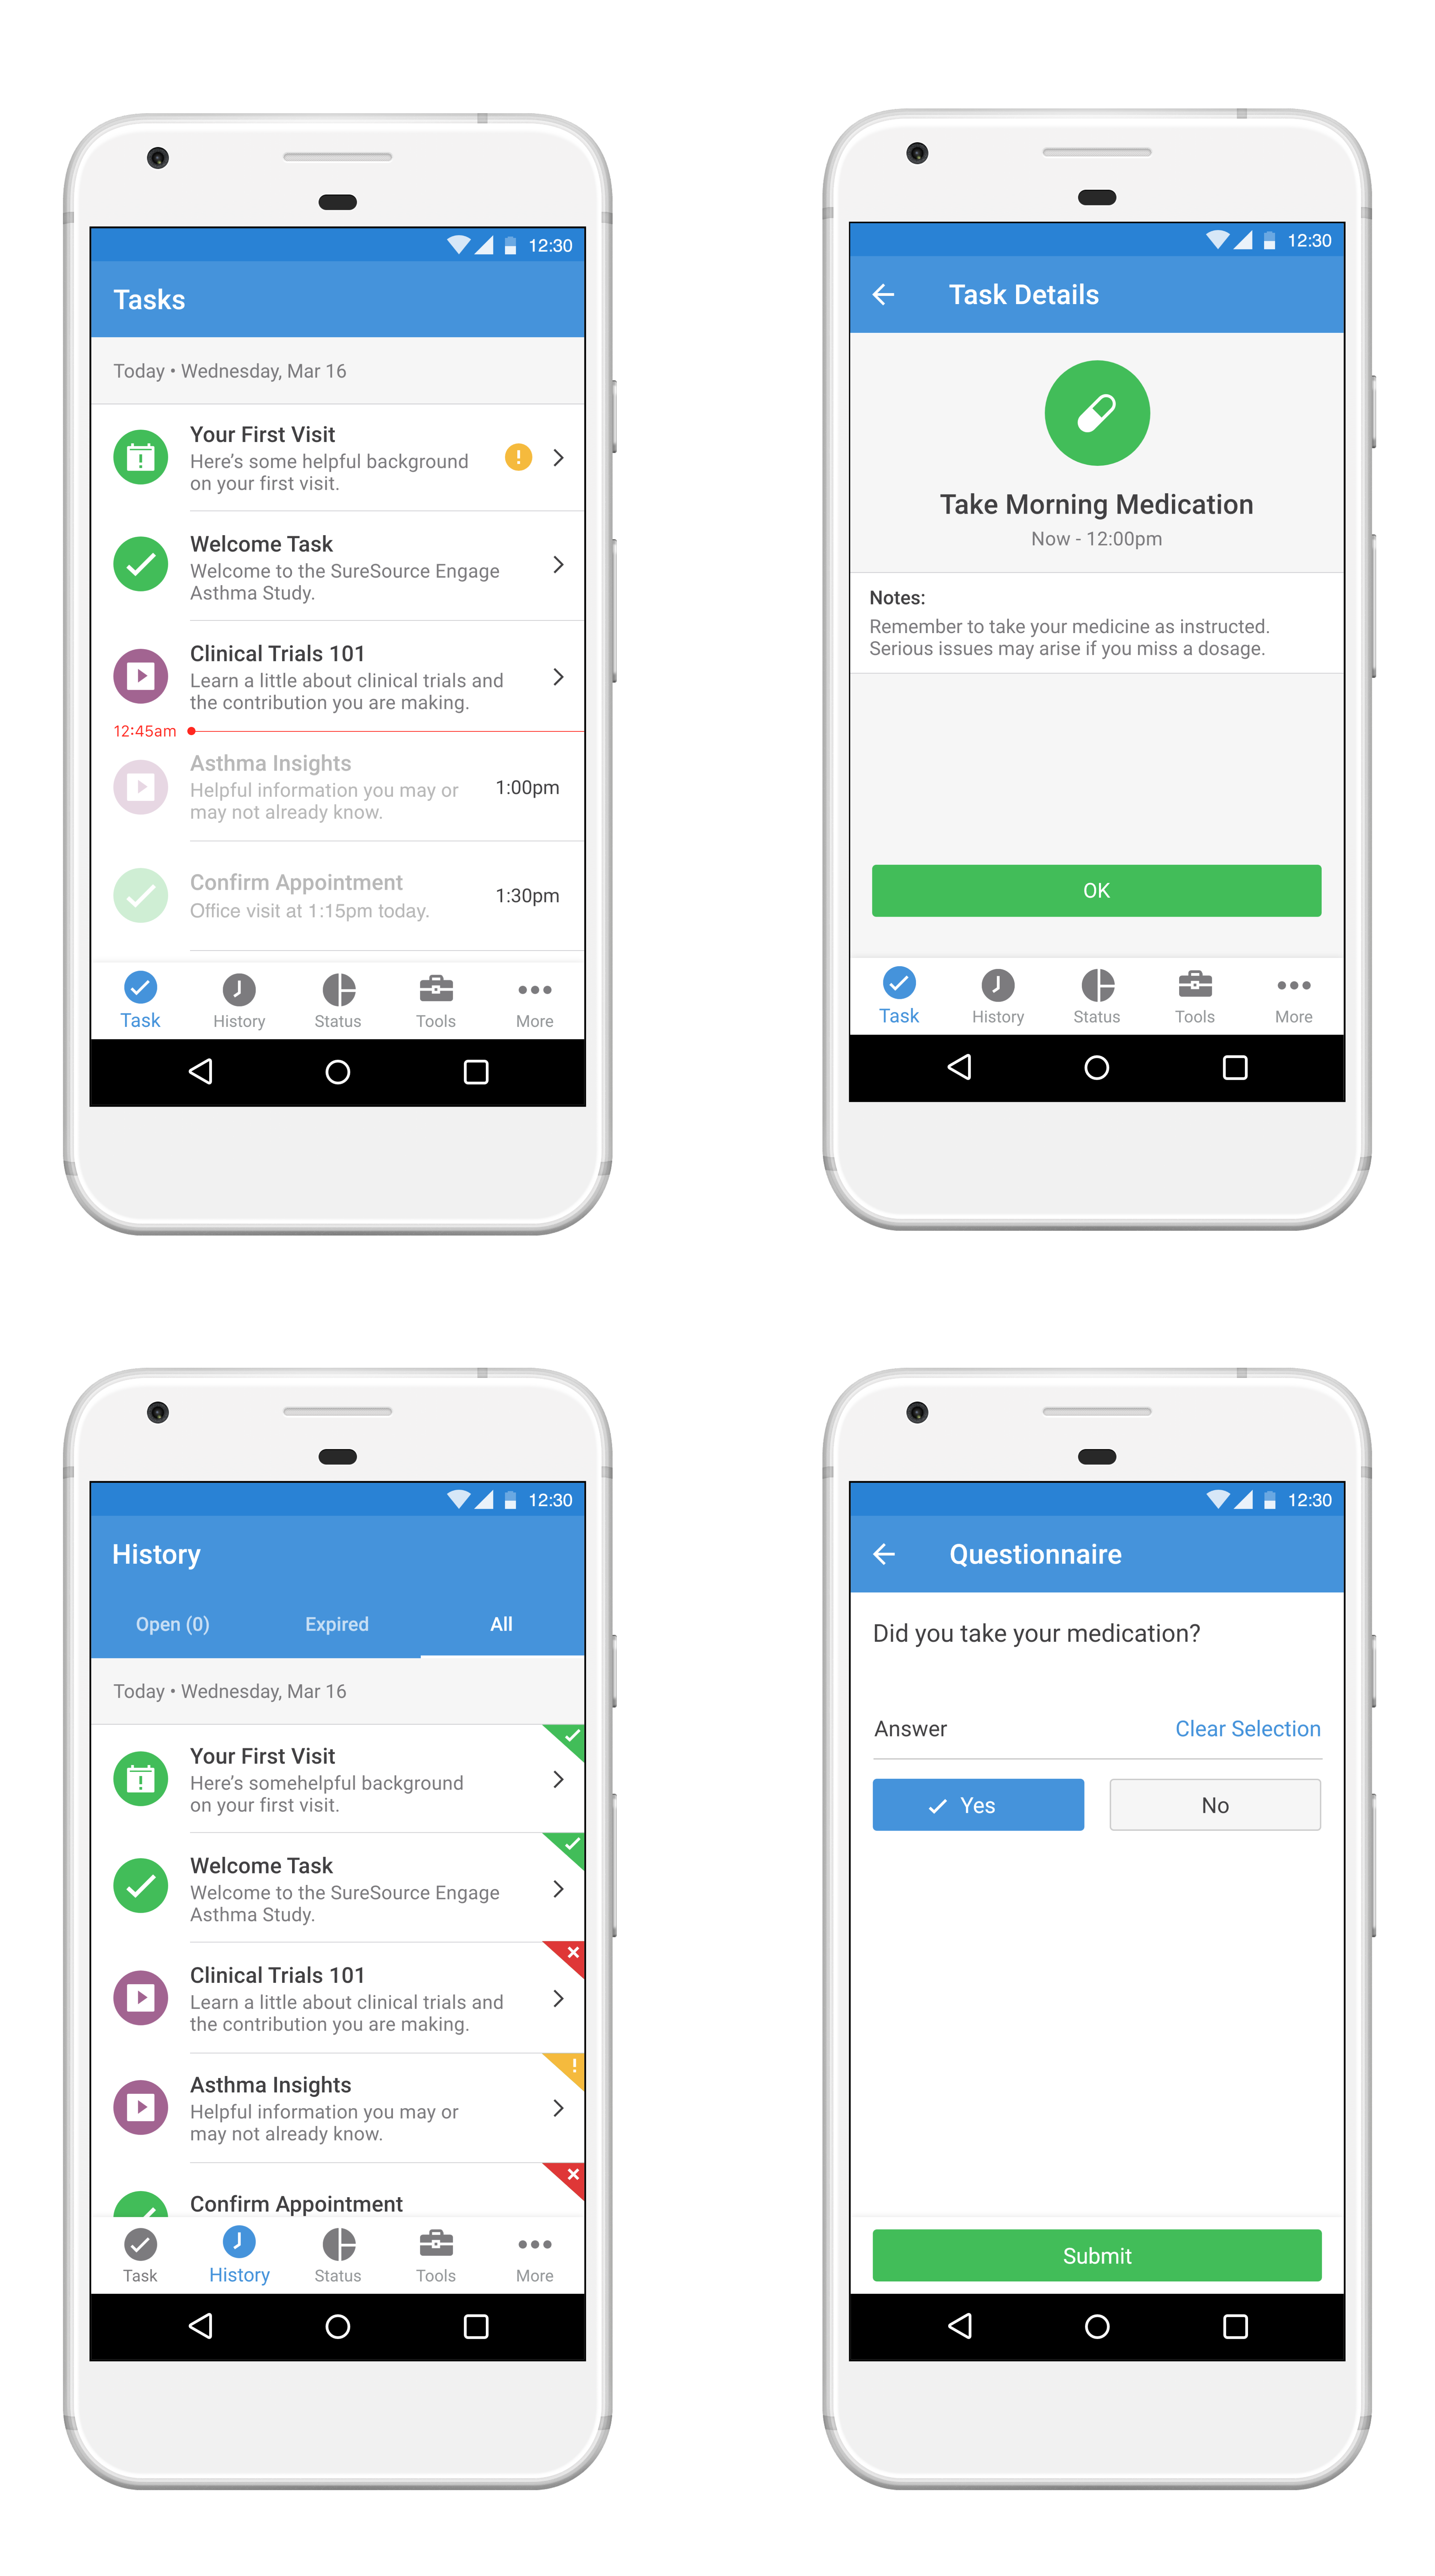 12:30
Tasks
Today • Wednesday, Mar 16
Your First Visit
Here's some helpful background
on your first visit.
Welcome Task
Welcome to the SureSource Engage
Asthma Study.
Clinical Trials 101
Learn a little about clinical trials and
the contribution you are making.
12:45am
Asthma Insights
Helpful information you may or
may not already know.
1:00pm
Confirm Appointment
Office visit at 1:15pm today.
1:30pm
Task History Status Tools More
12:30
Task Details
Take Morning Medication
Now - 12:00pm
Notes:
Remember to take your medicine as instructed.
Serious issues may arise if you miss a dosage.
OK
Task History Status Tools More
12:30
History
Open (0) Expired All
Today • Wednesday, Mar 16
Your First Visit
Here's somehelpful background
on your first visit.
Welcome Task
Welcome to the SureSource Engage
Asthma Study.
Clinical Trials 101
Learn a little about clinical trials and
the contribution you are making.
Asthma Insights
Helpful information you may or
may not already know.
Confirm Appointment
Task History Status Tools More
12:30
Questionnaire
Did you take your medication?
Answer Clear Selection
Yes No
Submit